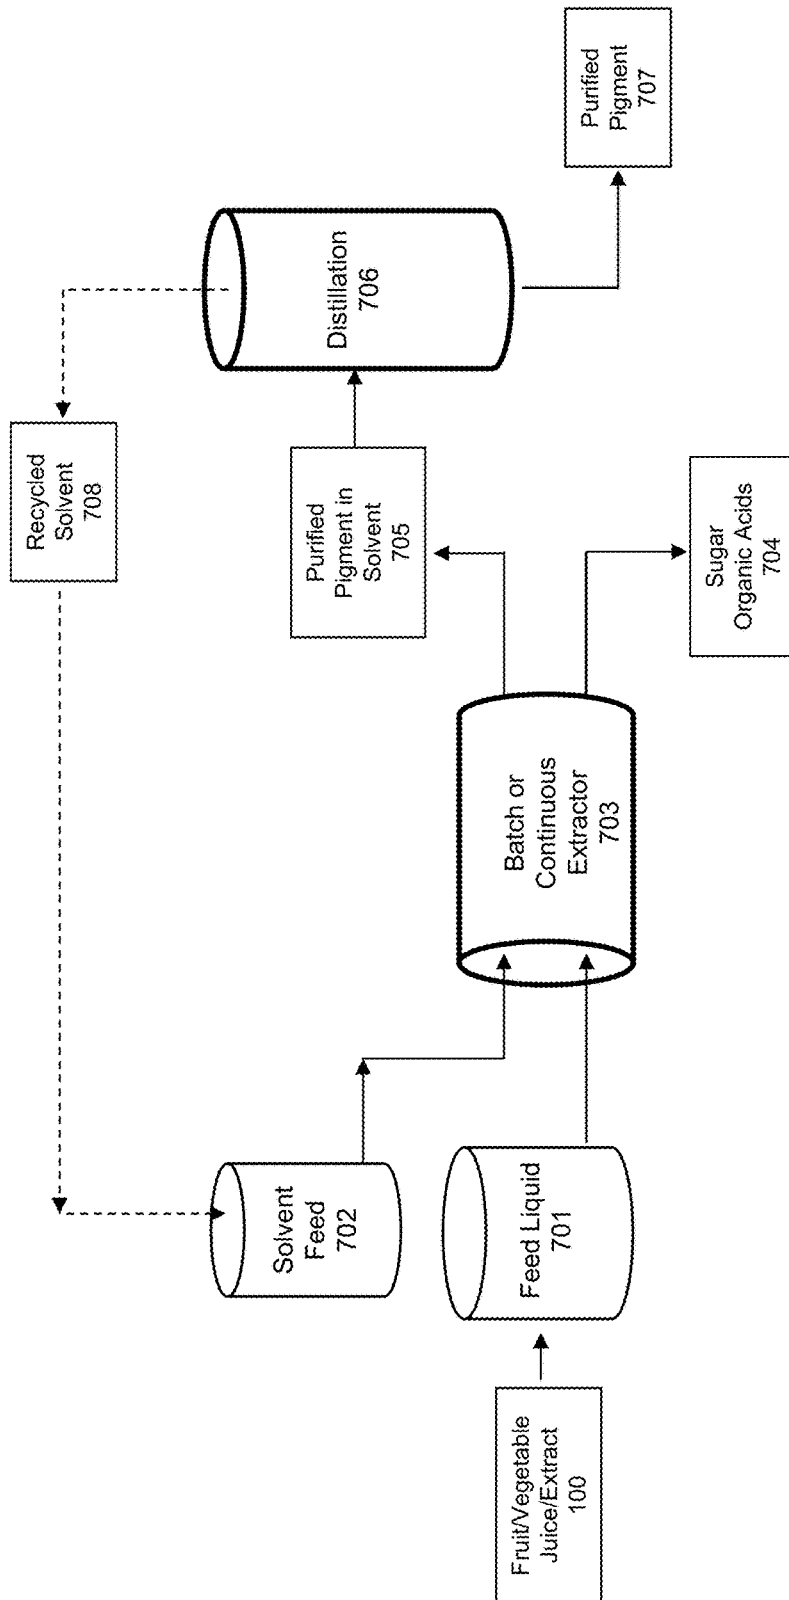 Fruit/Vegetable
Juice/Extract
100
Feed Liquid
701
Solvent
Feed
702
Batch or
Continuous
Extractor
703
Sugar
Organic Acids
704
Purified
Pigment in
Solvent
705
Distillation
706
Purified
Pigment
707
Recycled
Solvent
708